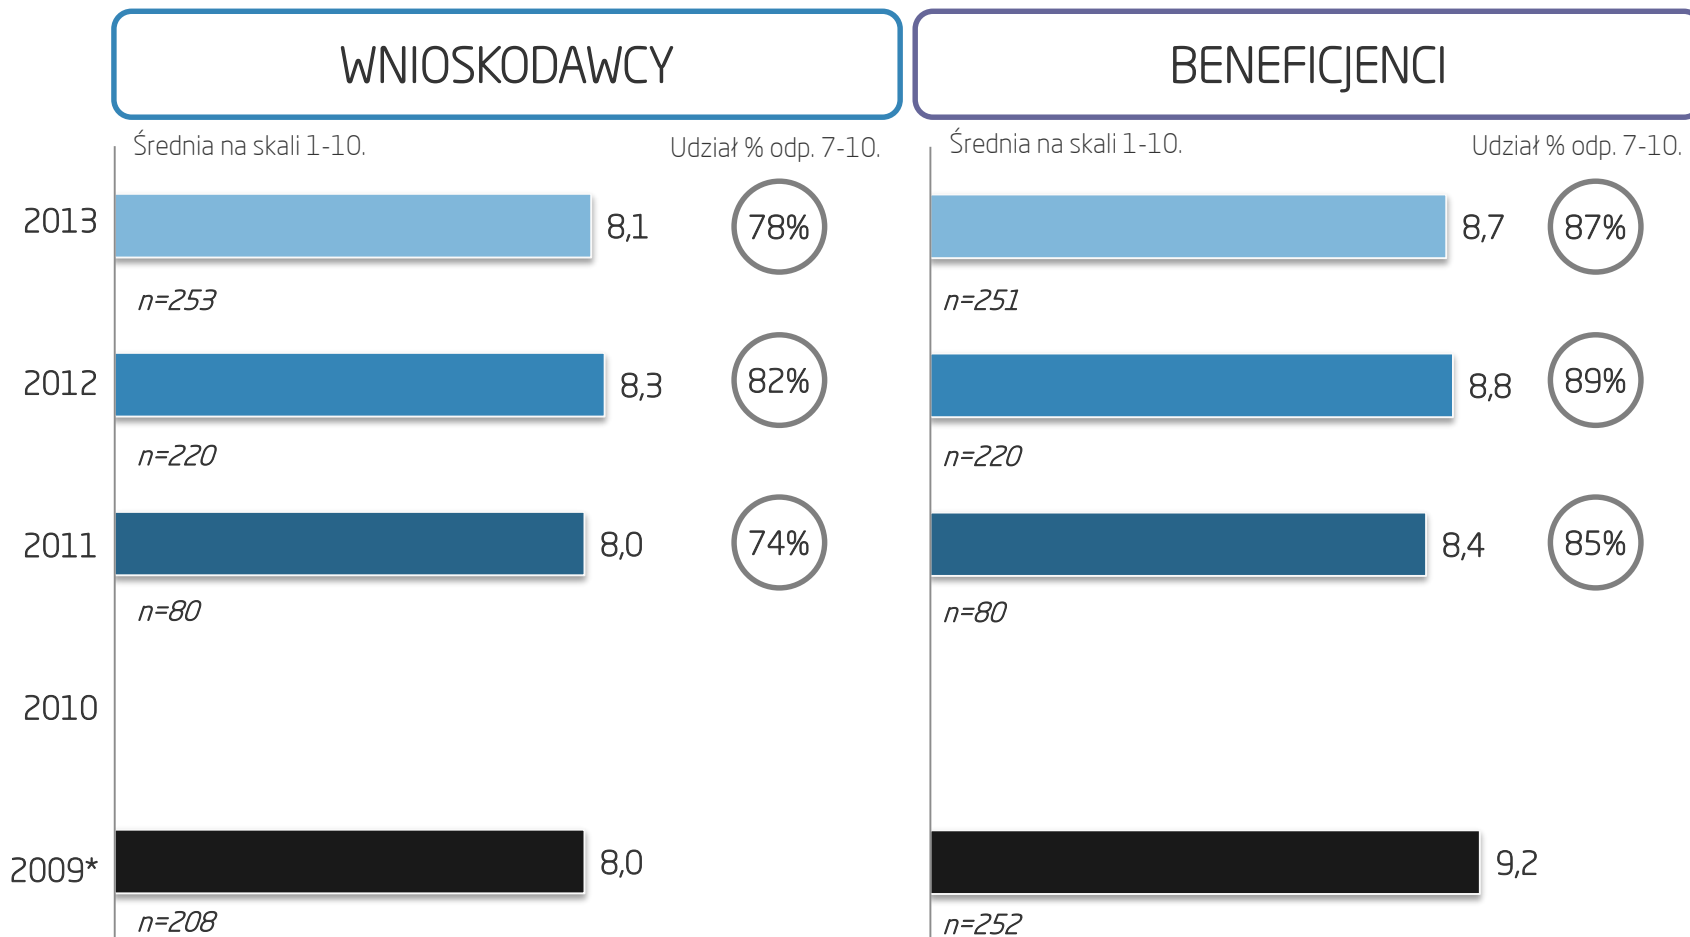 WNIOSKODAWCY BENEFICJENCI
Średnia na skali 1-10. Udział % odp. 7-10. Średnia na skali 1-10. Udział % odp. 7-10.
2013 8,1 78% 8,7 87%
n=253 n=251
2012 8,3 82% 8,8 89%
n=220 n=220
2011 8,0 74% 8,4 85%
n=80 n=80
2010
2009* 8,0 9,2
n=208 n=252